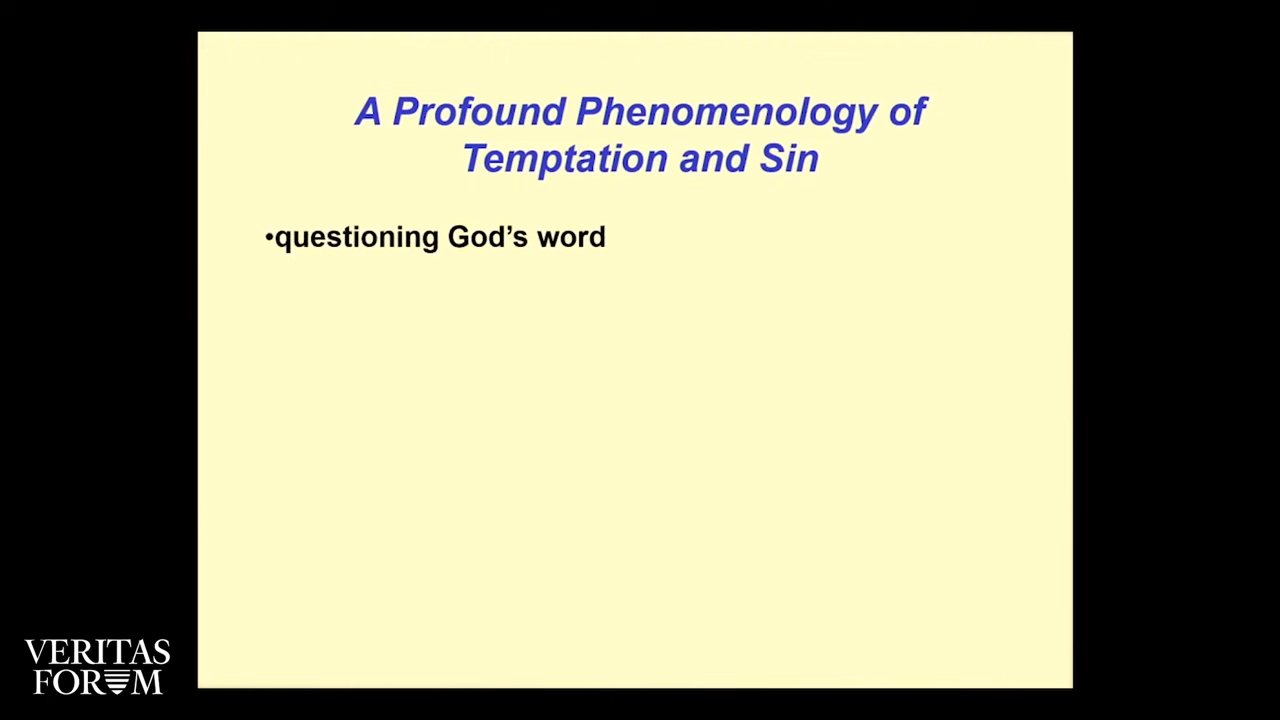 A Profound Phenomenology of
Temptation and Sin
•questioning God’s word
VERITAS
FORUM